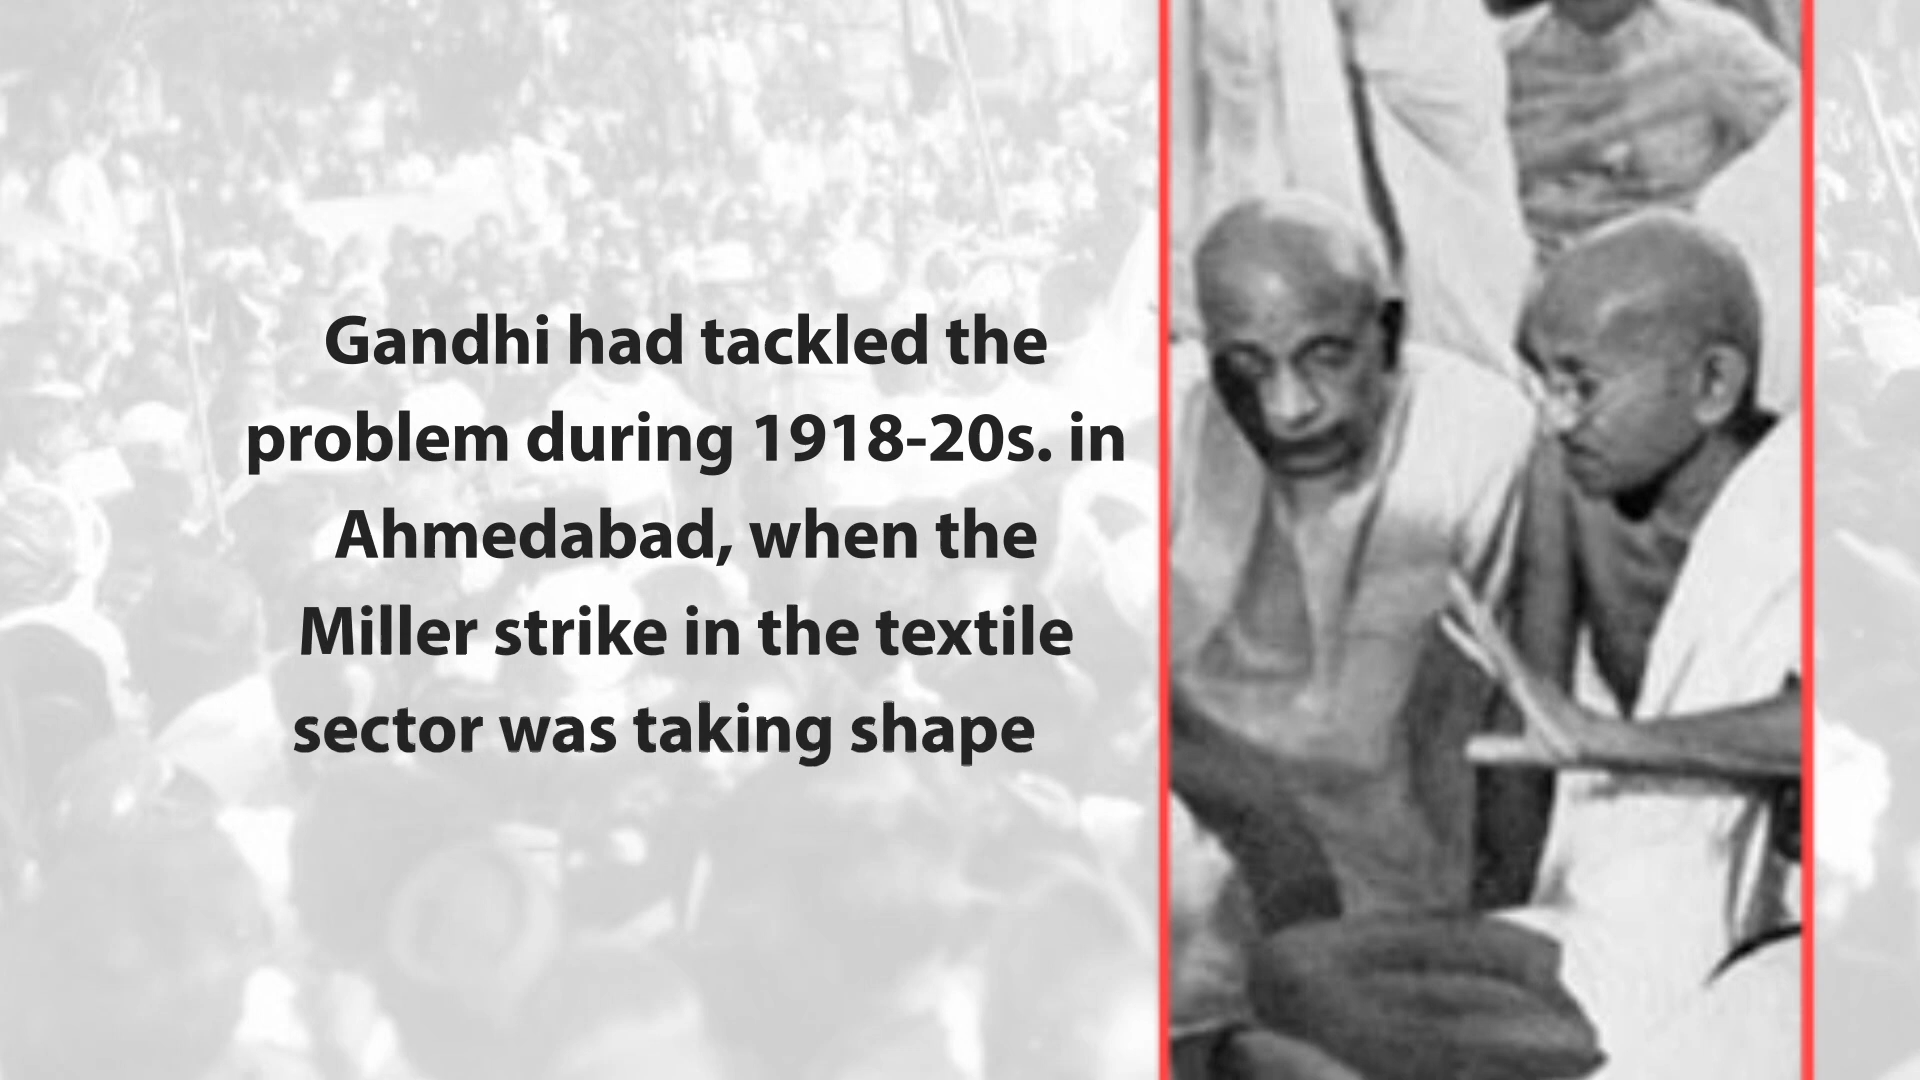 Gandhi had tackled the
problem during 1918-20s. in
Ahmedabad, when the
Miller strike in the textile
sector was taking shape